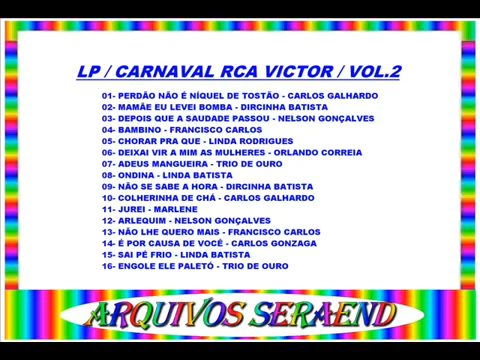 LP / CARNAVAL RCA VICTOR / VOL.2
01- PERDÃO NÃO É NÍQUEL DE TOSTÃO - CARLOS GALHARDO
02- MAMÃE EU LEVEI BOMBA - DIRCINHA BATISTA
03- DEPOIS QUE A SAUDADE PASSOU - NELSON GONÇALVES
04- BAMBINO - FRANCISCO CARLOS
05- CHORAR PRA QUE - LINDA RODRIGUES
06- DEIXAI VIR A MIM AS MULHERES - ORLANDO CORREIA
07- ADEUS MANGUEIRA - TRIO DE OURO
08- ONDINA - LINDA BATISTA
09- NÃO SE SABE A HORA - DIRCINHA BATISTA
10- COLHERINHA DE CHÁ - CARLOS GALHARDO
11- JUREI - MARLENE
12- ARLEQUIM - NELSON GONÇALVES
13- NÃO LHE QUERO MAIS - FRANCISCO CARLOS
14- É POR CAUSA DE VOCÊ - CARLOS GONZAGA
15- SAI PÉ FRIO - LINDA BATISTA
16- ENGOLE ELE PALETÓ - TRIO DE OURO
ARQUIVOS SERAEND